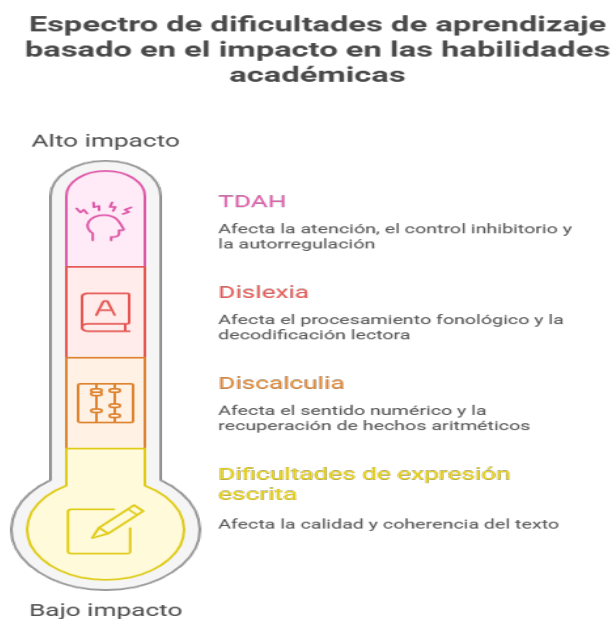 Espectro de dificultades de aprendizaje
basado en el impacto en las habilidades
académicas
Alto impacto
TDAH
Afecta la atención, el control inhibitorio y
la autorregulación
Dislexia
A
Afecta el procesamiento fonológico y la
decodificación lectora
Discalculia
Afecta el sentido numérico y la
recuperación de hechos aritméticos
Dificultades de expresión
escrita
Afecta la calidad y coherencia del texto
Bajo impacto